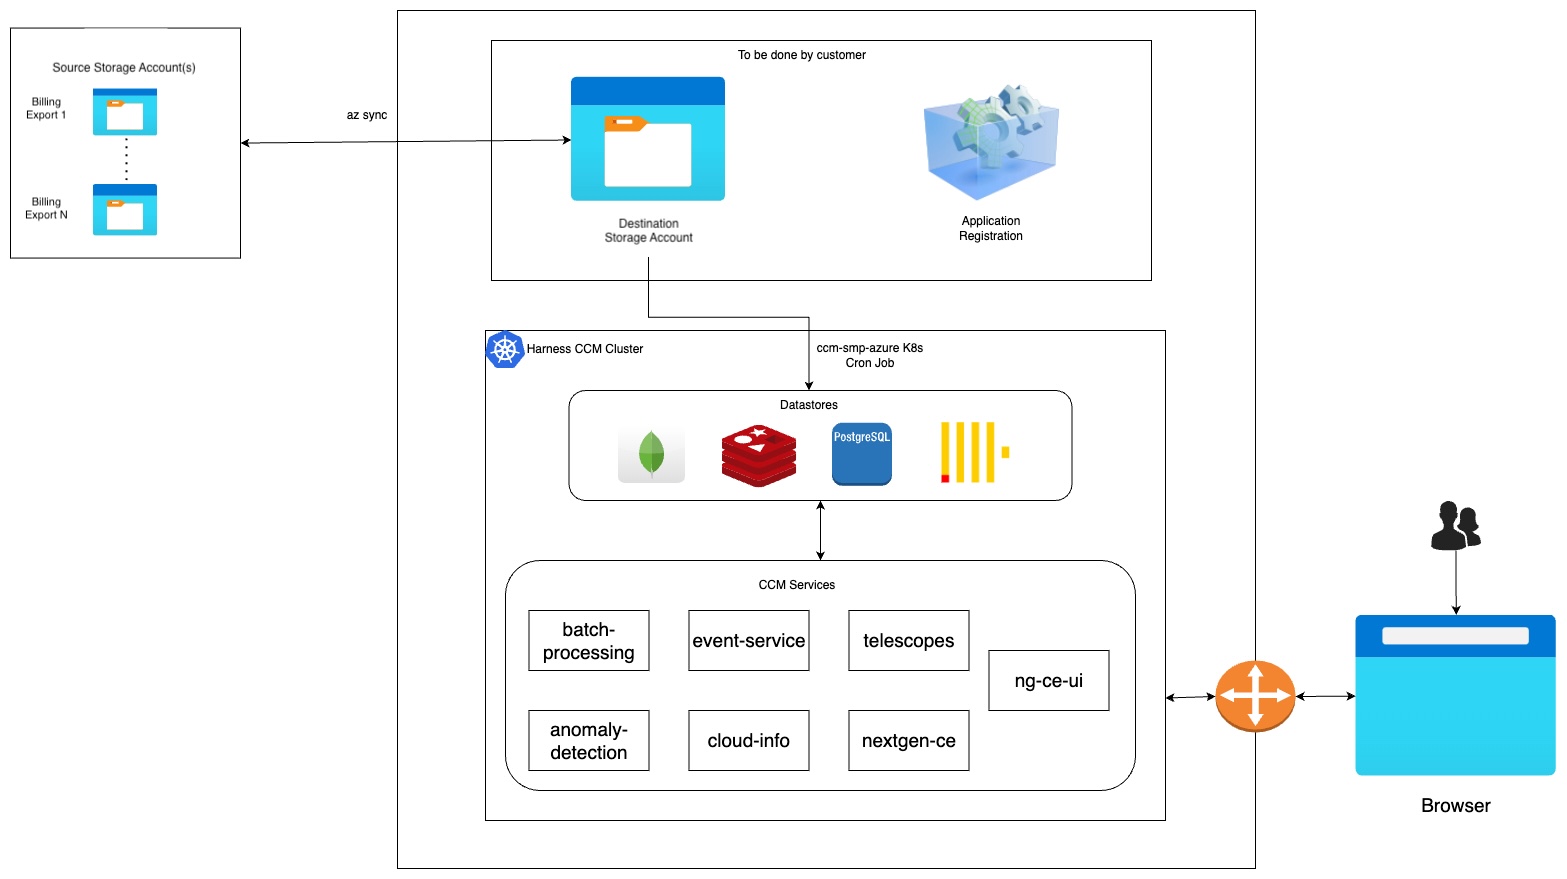 Source Storage Account(s)
Billing
Export 1
Billing
Export N
az sync
To be done by customer
Destination
Storage Account
Application
Registration
Harness CCM Cluster
ccm-smp-azure K8s
Cron Job
Datastores
PostgreSQL
CCM Services
batch-
processing
event-service
telescopes
ng-ce-ui
anomaly-
detection
cloud-info
nextgen-ce
Browser